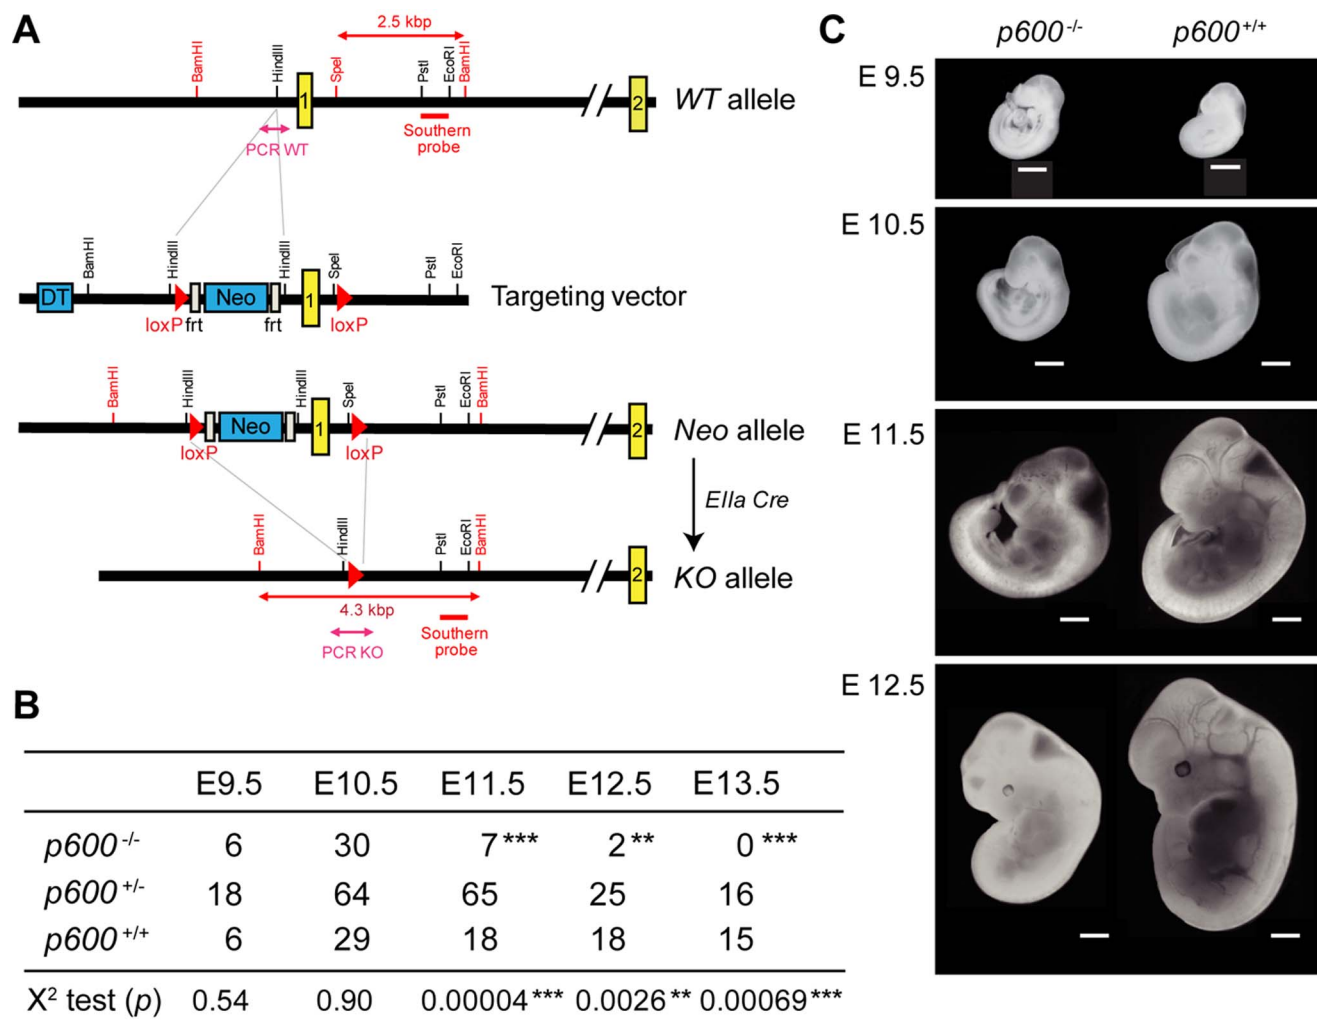 A
2.5 kbp
BamHI
HindIII
SpeI
PstI
EcoRI
BamHI
1
2
WT allele
PCR WT
Southern
probe
BamHI
HindIII
HindIII
SpeI
PstI
EcoRI
DT
Neo
1
Targeting vector
loxP
frt
frt
loxP
BamHI
HindIII
HindIII
SpeI
PstI
EcoRI
BamHI
Neo
1
2
Neo allele
loxP
loxP
EIIa Cre
BamHI
HindIII
PstI
EcoRI
BamHI
2
KO allele
4.3 kbp
PCR KO
Southern
probe
B
E9.5 E10.5 E11.5 E12.5 E13.5
p600 -/- 6 30 7 *** 2 ** 0 ***
p600 +/- 18 64 65 25 16
p600 +/+ 6 29 18 18 15
X² test (p) 0.54 0.90 0.00004 *** 0.0026 ** 0.00069 ***
C
p600 -/- p600 +/+
E 9.5
E 10.5
E 11.5
E 12.5